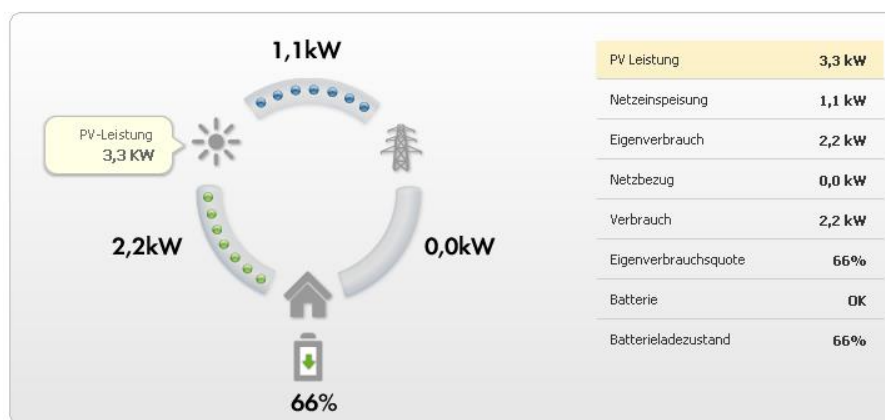 1,1kW
PV-Leistung
3,3 KW
2,2kW
0,0kW
66%
PV Leistung 3,3 kW
Netzeinspeisung 1,1 kW
Eigenverbrauch 2,2 kW
Netzbezug 0,0 kW
Verbrauch 2,2 kW
Eigenverbrauchsquote 66%
Batterie OK
Batterieladezustand 66%